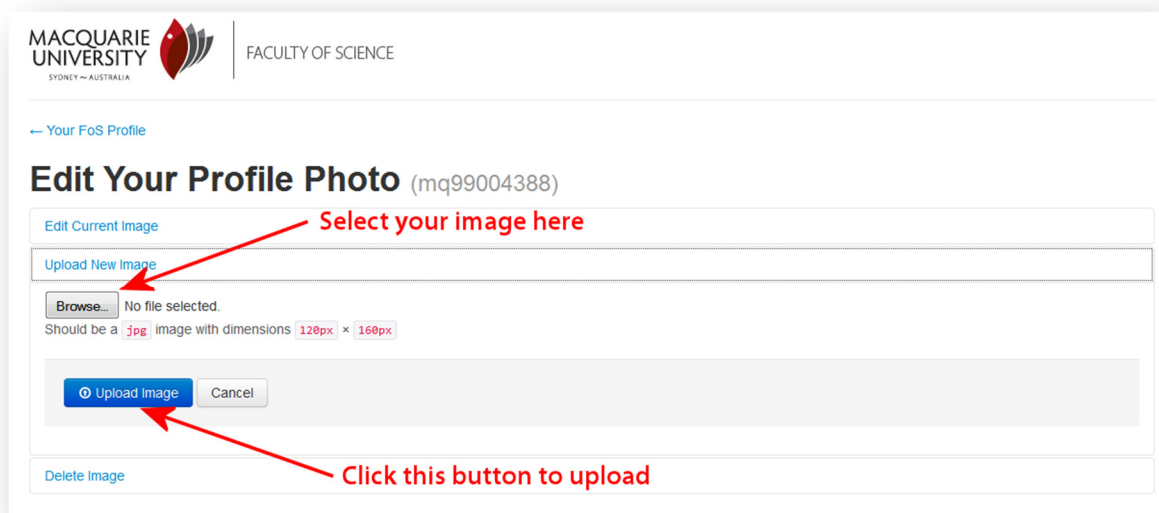 MACQUARIE
UNIVERSITY
SYDNEY ~ AUSTRALIA
FACULTY OF SCIENCE
← Your FoS Profile
Edit Your Profile Photo (mq99004388)
Select your image here
Edit Current Image
Upload New Image
Browse... No file selected.
Should be a jpg image with dimensions 120px × 160px
Upload Image Cancel
Click this button to upload
Delete Image